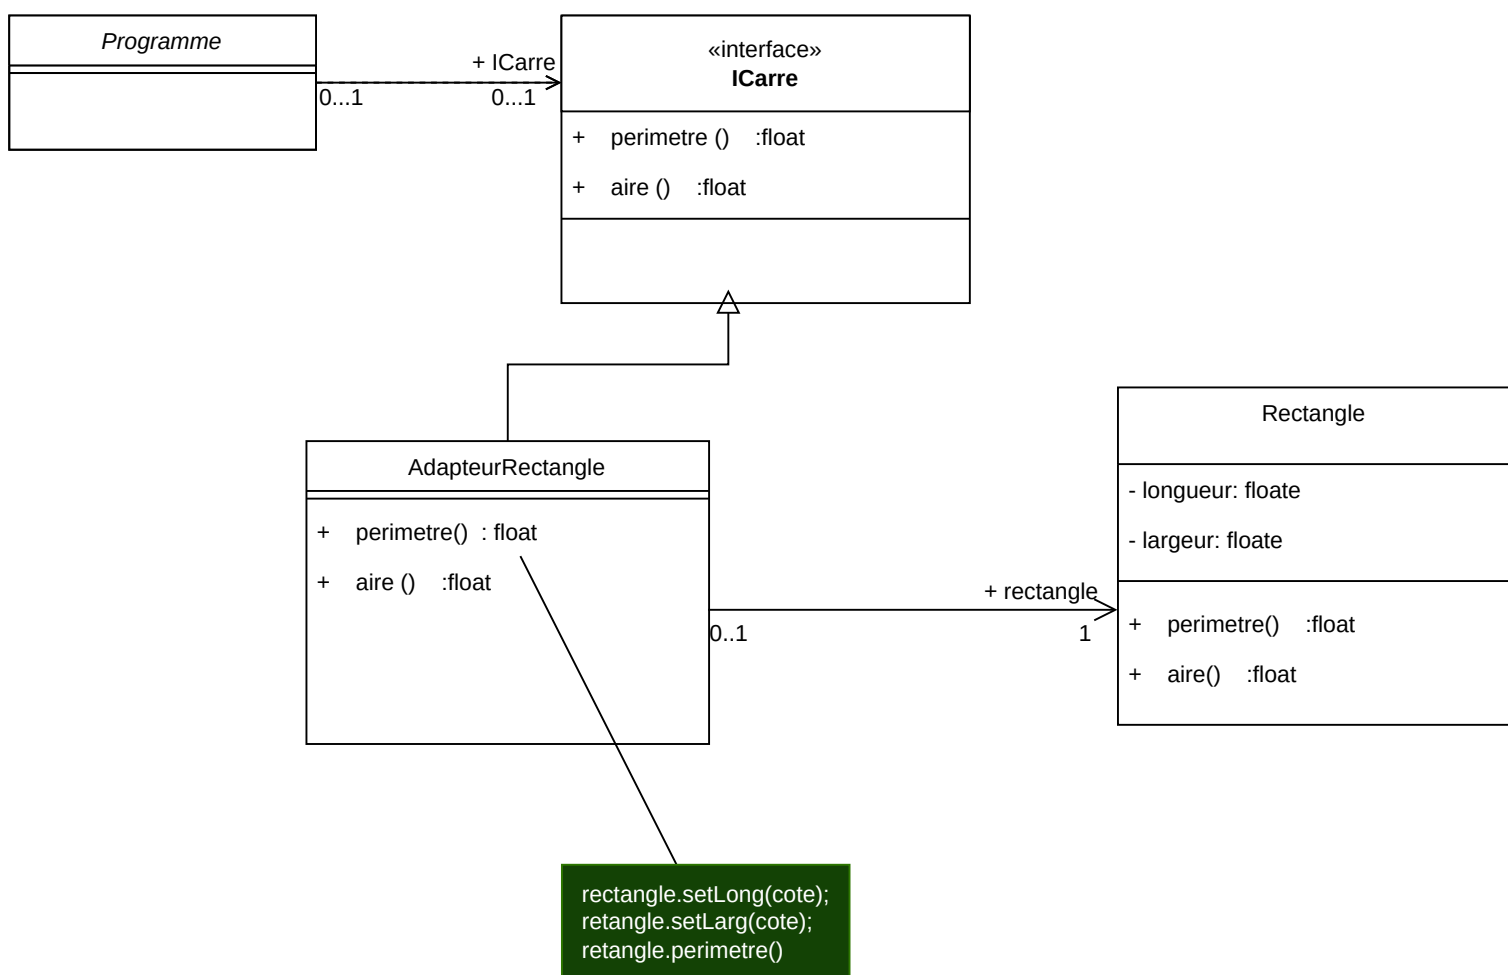 Programme
+ ICarre
0...1
0...1
«interface»
ICarre
+ perimetre () :float
+ aire () :float
AdapteurRectangle
+ perimetre() : float
+ aire () :float
+ rectangle
0..1
1
Rectangle
- longueur: floate
- largeur: floate
+ perimetre() :float
+ aire() :float
rectangle.setLong(cote);
retangle.setLarg(cote);
retangle.perimetre()